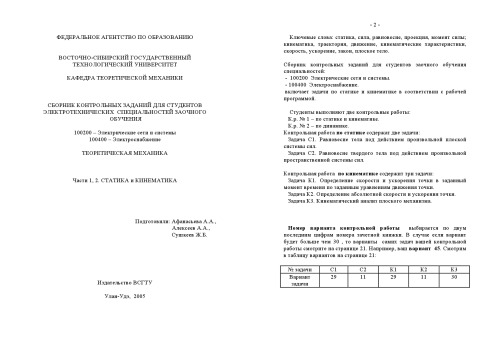 ФЕДЕРАЛЬНОЕ АГЕНТСТВО ПО ОБРАЗОВАНИЮ
ВОСТОЧНО-СИБИРСКИЙ ГОСУДАРСТВЕННЫЙ
ТЕХНОЛОГИЧЕСКИЙ УНИВЕРСИТЕТ
КАФЕДРА ТЕОРЕТИЧЕСКОЙ МЕХАНИКИ
СБОРНИК КОНТРОЛЬНЫХ ЗАДАНИЙ ДЛЯ СТУДЕНТОВ
ЭЛЕКТРОТЕХНИЧЕСКИХ СПЕЦИАЛЬНОСТЕЙ ЗАОЧНОГО
ОБУЧЕНИЯ
100200 – Электрические сети и системы
100400 – Электроснабжение
ТЕОРЕТИЧЕСКАЯ МЕХАНИКА
Части 1, 2. СТАТИКА и КИНЕМАТИКА
Подготовили: Афанасьева А.А.,
Алексеев А.А.,
Сушкеев Ж.Б.
Издательство ВСГТУ
Улан-Удэ, 2005
- 2 -
Ключевые слова: статика, сила, равновесие, проекция, момент силы;
кинематика, траектория, движение, кинематические характеристики,
скорость, ускорение, закон, плоское тело.
Сборник контрольных заданий для студентов заочного обучения
специальностей:
- 100200 Электрические сети и системы.
- 100400 Электроснабжение.
включает задачи по статике и кинематике в соответствии с рабочей
программой.
Студенты выполняют две контрольные работы:
К.р. № 1 – по статике и кинематике.
К.р. № 2 – по динамике.
Контрольная работа по статике содержат две задачи:
Задача С1. Равновесие тела под действием произвольной плоской
системы сил.
Задача С2. Равновесие твердого тела под действием произвольной
пространственной системы сил.
Контрольная работа по кинематике содержат три задачи:
Задача К1. Определение скорости и ускорения точки в заданный
момент времени по заданным уравнениям движения точки.
Задача К2. Определение абсолютной скорости и ускорения точки.
Задача К3. Кинематический анализ плоского механизма.
Номер варианта контрольной работы выбирается по двум
последним цифрам номера зачетной книжки. В случае если вариант
будет больше чем 30 , то варианты самих задач вашей контрольной
работы смотрите на странице 21. Например, ваш вариант 45. Смотрим
в таблицу вариантов на странице 21:
№ задачи С1 С2 К1 К2 К3
Вариант задачи 29 11 29 11 30